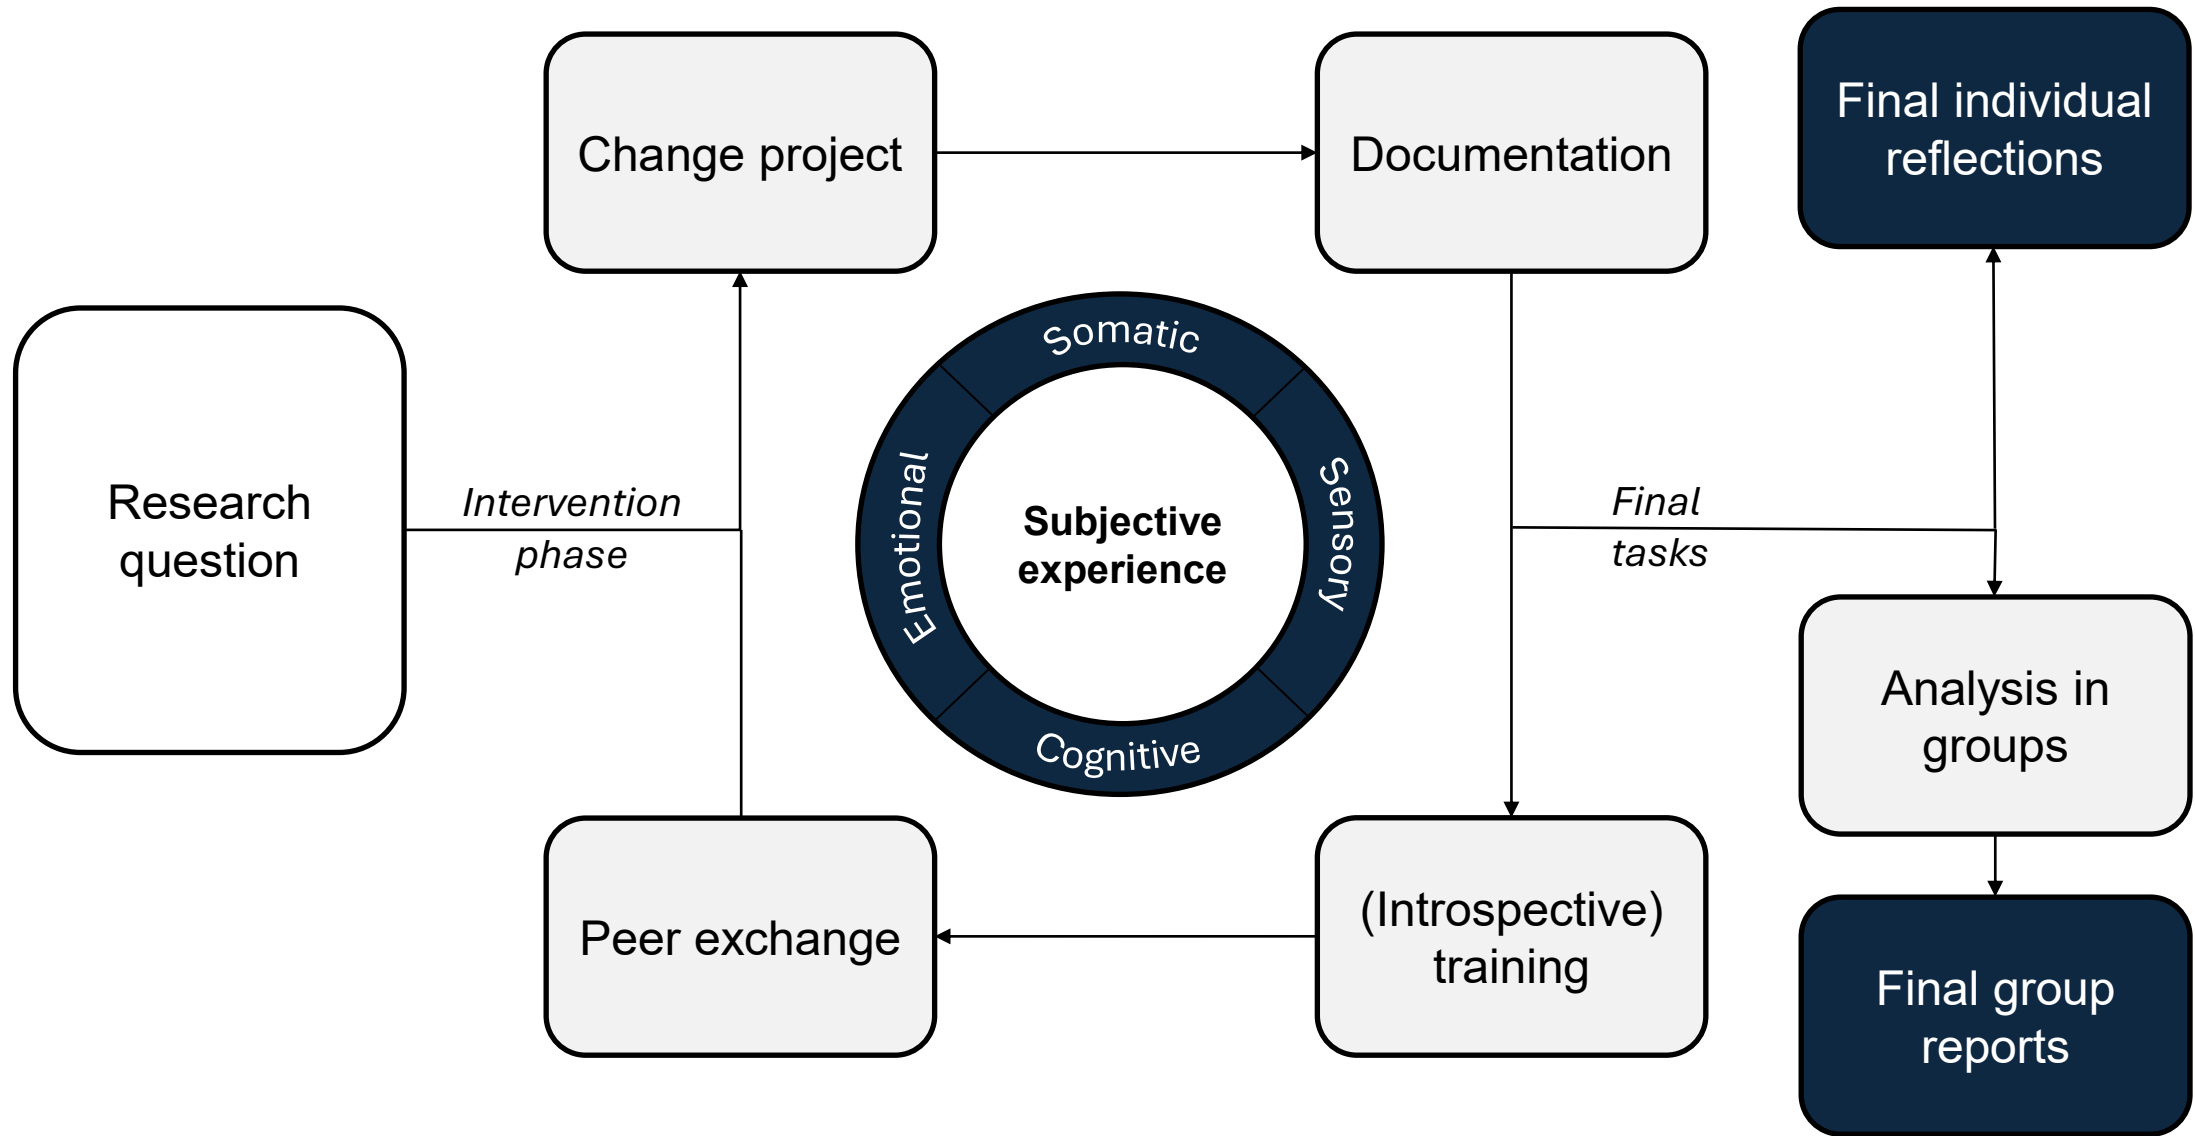 Change project
Documentation
Final individual
reflections
Research
question
Intervention
phase
Somatic
Sensory
Cognitive
Emotional
Subjective
experience
Final
tasks
Analysis in
groups
Peer exchange
(Introspective)
training
Final group
reports